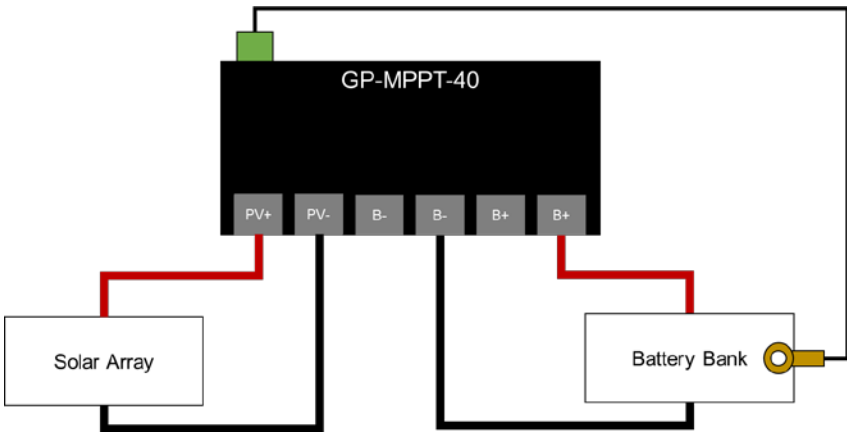 GP-MPPT-40
PV+ PV- B- B- B+ B+
Solar Array
Battery Bank